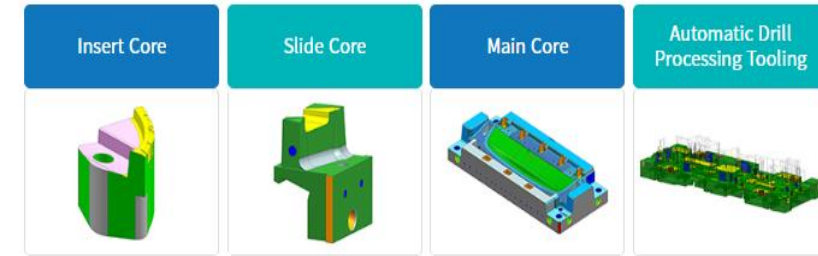 Insert Core
Slide Core
Main Core
Automatic Drill
Processing Tooling